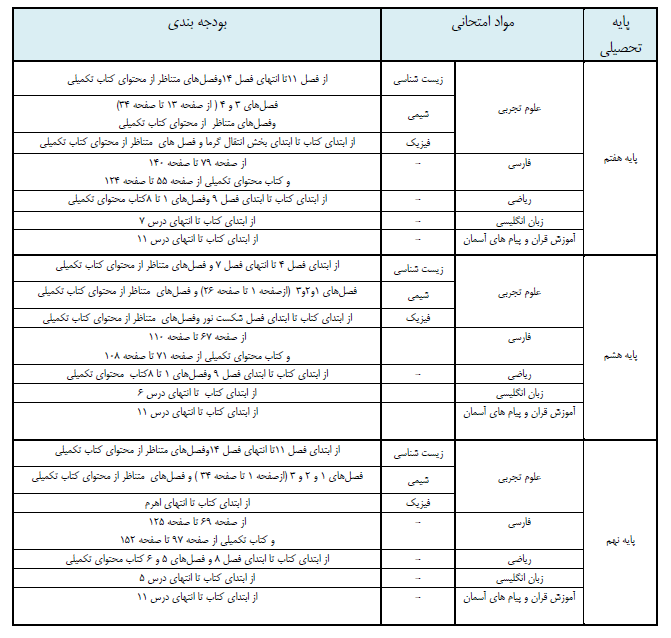 پایه تحصیلی	مواد امتحانی	بودجه بندی
پایه هفتم
علوم تجربی
زیست شناسی	از فصل ۱۱تا انتهای فصل ۱۴وفصل‌های متناظر از محتوای کتاب تکمیلی
شیمی	فصل‌های ۳ و ۴ ( از صفحه ۱۳ تا صفحه ۳۴)
وفصل‌های متناظر از محتوای کتاب تکمیلی
فیزیک	از ابتدای کتاب تا ابتدای بخش انتقال گرما و فصل های متناظر از محتوای کتاب تکمیلی
فارسی	-	از صفحه ۷۹ تا صفحه ۱۴۰
و کتاب محتوای تکمیلی از صفحه ۵۵ تا صفحه ۱۲۴
ریاضی	-	از ابتدای کتاب تا ابتدای فصل ۹ وفصل‌های ۱ تا ۸کتاب محتوای تکمیلی
زبان انگلیسی	-	از ابتدای کتاب تا انتهای درس ۷
آموزش قران و پیام های آسمان	-	از ابتدای کتاب تا انتهای درس ۱۱
پایه هشتم
علوم تجربی
زیست شناسی	از ابتدای فصل ۴ تا انتهای فصل ۷ و فصل‌های متناظر از محتوای کتاب تکمیلی
شیمی	فصل‌های ۱و۲و۳ (ازصفحه ۱ تا صفحه ۲۶) و فصل‌های متناظر از محتوای کتاب تکمیلی
فیزیک	از ابتدای کتاب تا ابتدای فصل شکست نور وفصل‌های متناظر از محتوای کتاب تکمیلی
فارسی	از صفحه ۶۷ تا صفحه ۱۱۰
و کتاب محتوای تکمیلی از صفحه ۷۱ تا صفحه ۱۰۸
ریاضی	-	از ابتدای کتاب تا ابتدای فصل ۹ وفصل‌های ۱ تا ۸کتاب محتوای تکمیلی
زبان انگلیسی	از ابتدای کتاب تا انتهای درس ۶
آموزش قران و پیام های آسمان	از ابتدای کتاب تا انتهای درس ۱۱
پایه نهم
علوم تجربی
زیست شناسی	از ابتدای فصل ۱۱تا انتهای فصل ۱۴وفصل‌های متناظر از محتوای کتاب تکمیلی
شیمی	فصل‌های ۱ و ۲ و ۳ (ازصفحه ۱ تا صفحه ۳۴ ) و فصل‌های متناظر از محتوای کتاب تکمیلی
فیزیک	از ابتدای کتاب تا انتهای اهرم
فارسی	-	از صفحه ۶۹ تا صفحه ۱۲۵
و کتاب تکمیلی از صفحه ۹۷ تا صفحه ۱۵۲
ریاضی	-	از ابتدای کتاب تا ابتدای فصل ۸ و فصل‌های ۵ و ۶ کتاب محتوای تکمیلی
زبان انگلیسی	-	از ابتدای کتاب تا انتهای درس ۵
آموزش قران و پیام های آسمان	-	از ابتدای کتاب تا انتهای درس ۱۱